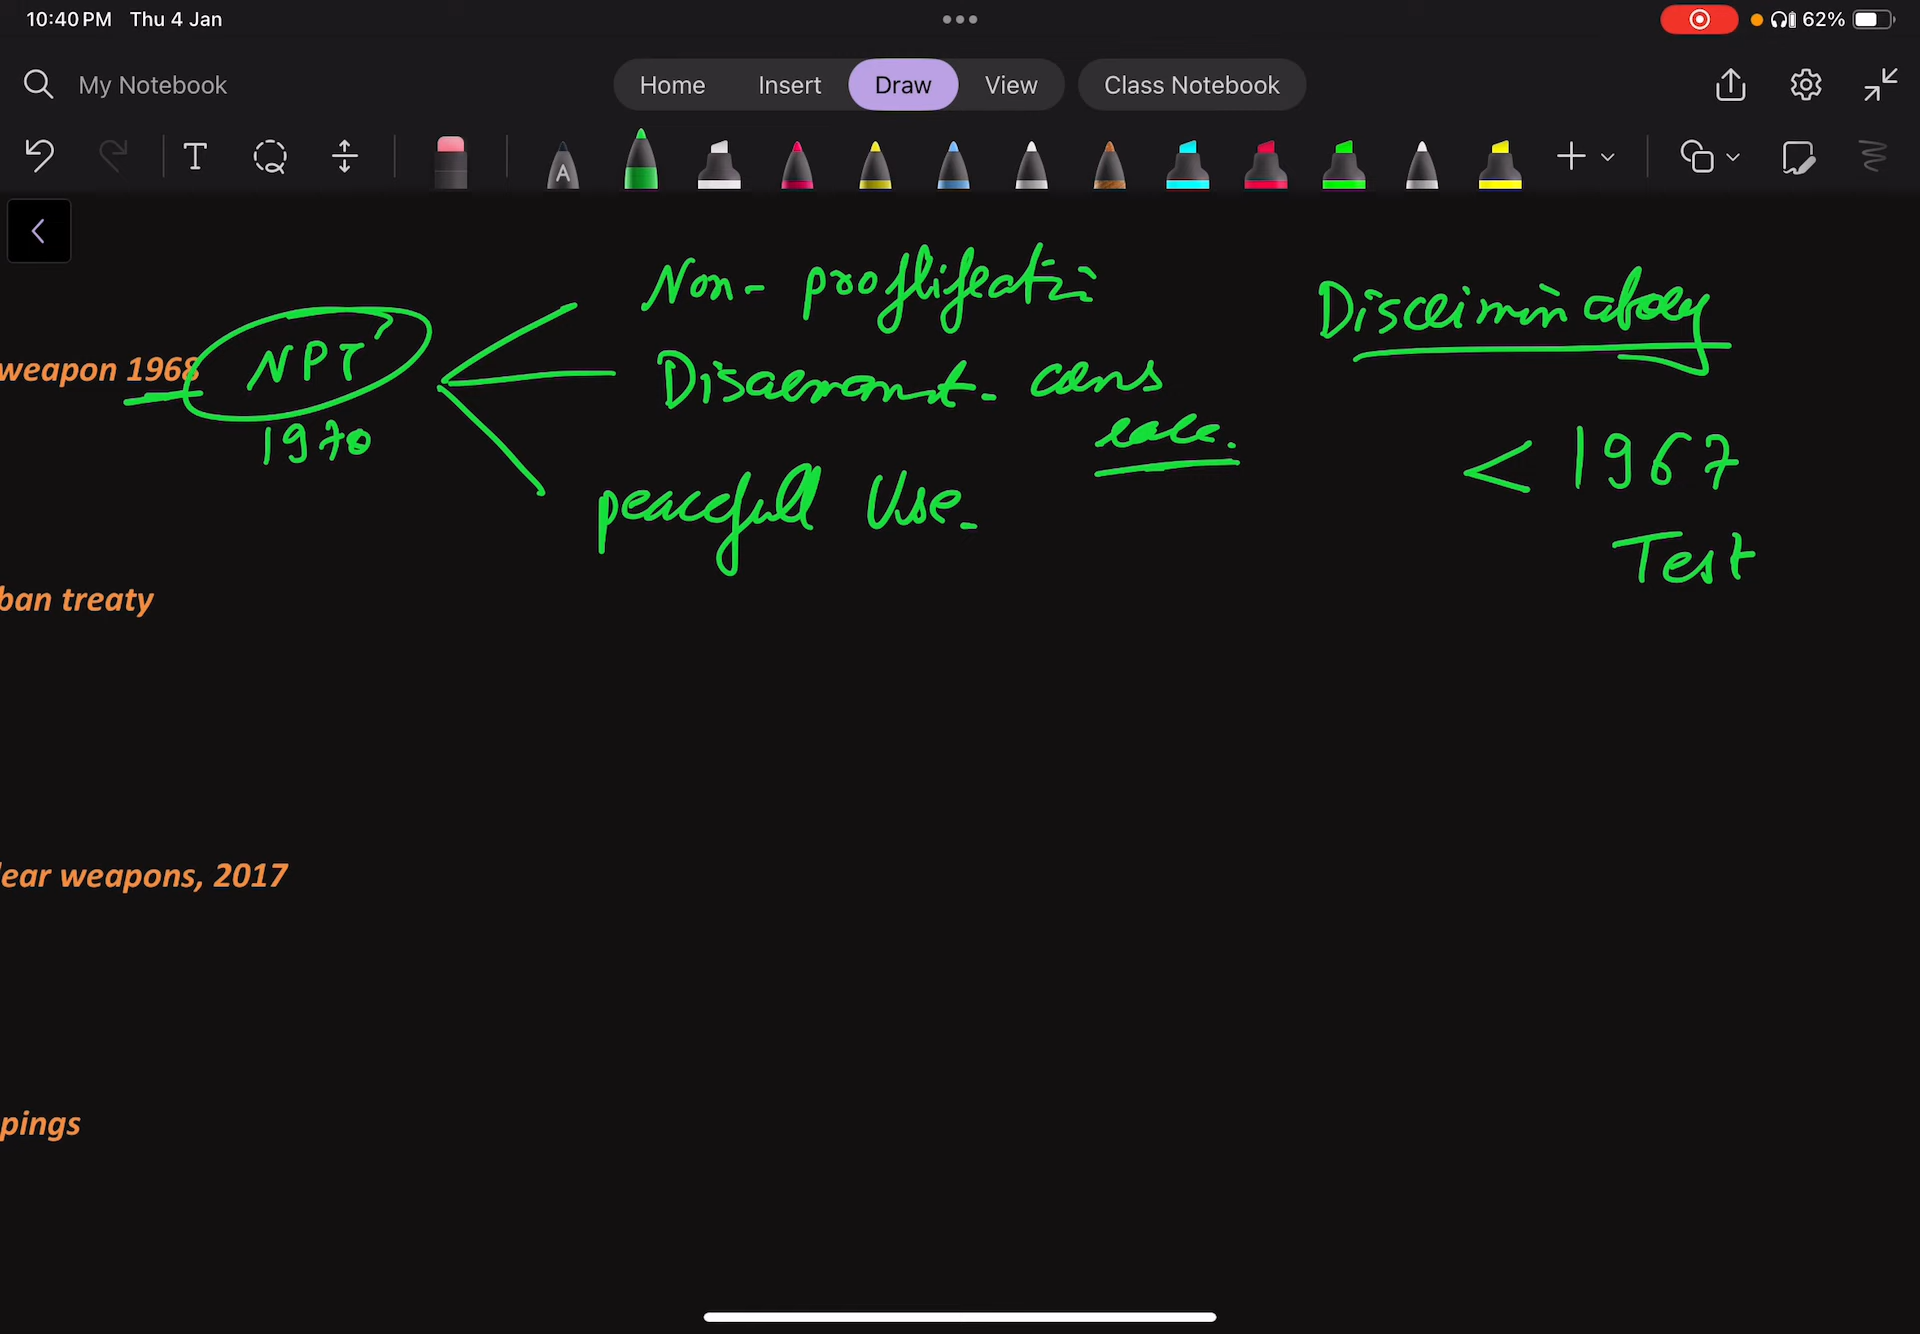 10:40 PM Thu 4 Jan
62%
My Notebook
Home Insert Draw View Class Notebook
T
A
Non-
Discriminatory
weapon 1968 NPT
1970
< 1967
peacefull Use.
Test
ban treaty
lear weapons, 2017
pings